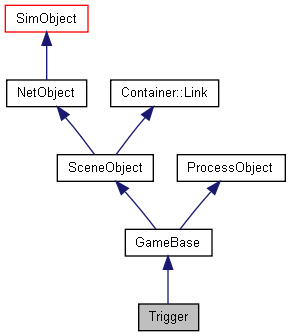 SimObject
NetObject
Container::Link
SceneObject
ProcessObject
GameBase
Trigger